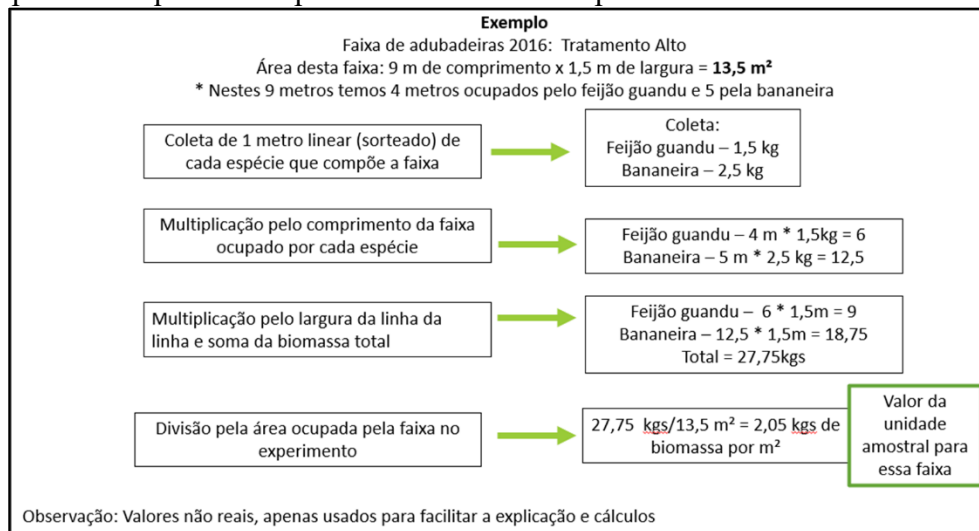 Exemplo
Faixa de adubadeiras 2016: Tratamento Alto
Área desta faixa: 9 m de comprimento x 1,5 m de largura = 13,5 m²
* Nestes 9 metros temos 4 metros ocupados pelo feijão guandu e 5 pela bananeira
Coleta de 1 metro linear (sorteado) de
cada espécie que compõe a faixa
Coleta:
Feijão guandu – 1,5 kg
Bananeira – 2,5 kg
Multiplicação pelo comprimento da faixa
ocupado por cada espécie
Feijão guandu – 4 m * 1,5kg = 6
Bananeira – 5 m * 2,5 kg = 12,5
Multiplicação pelo largura da linha da
linha e soma da biomassa total
Feijão guandu – 6 * 1,5m = 9
Bananeira – 12,5 * 1,5m = 18,75
Total = 27,75kgs
Divisão pela área ocupada pela faixa no
experimento
27,75 kgs/13,5 m² = 2,05 kgs de
biomassa por m²
Valor da
unidade
amostral para
essa faixa
Observação: Valores não reais, apenas usados para facilitar a explicação e cálculos